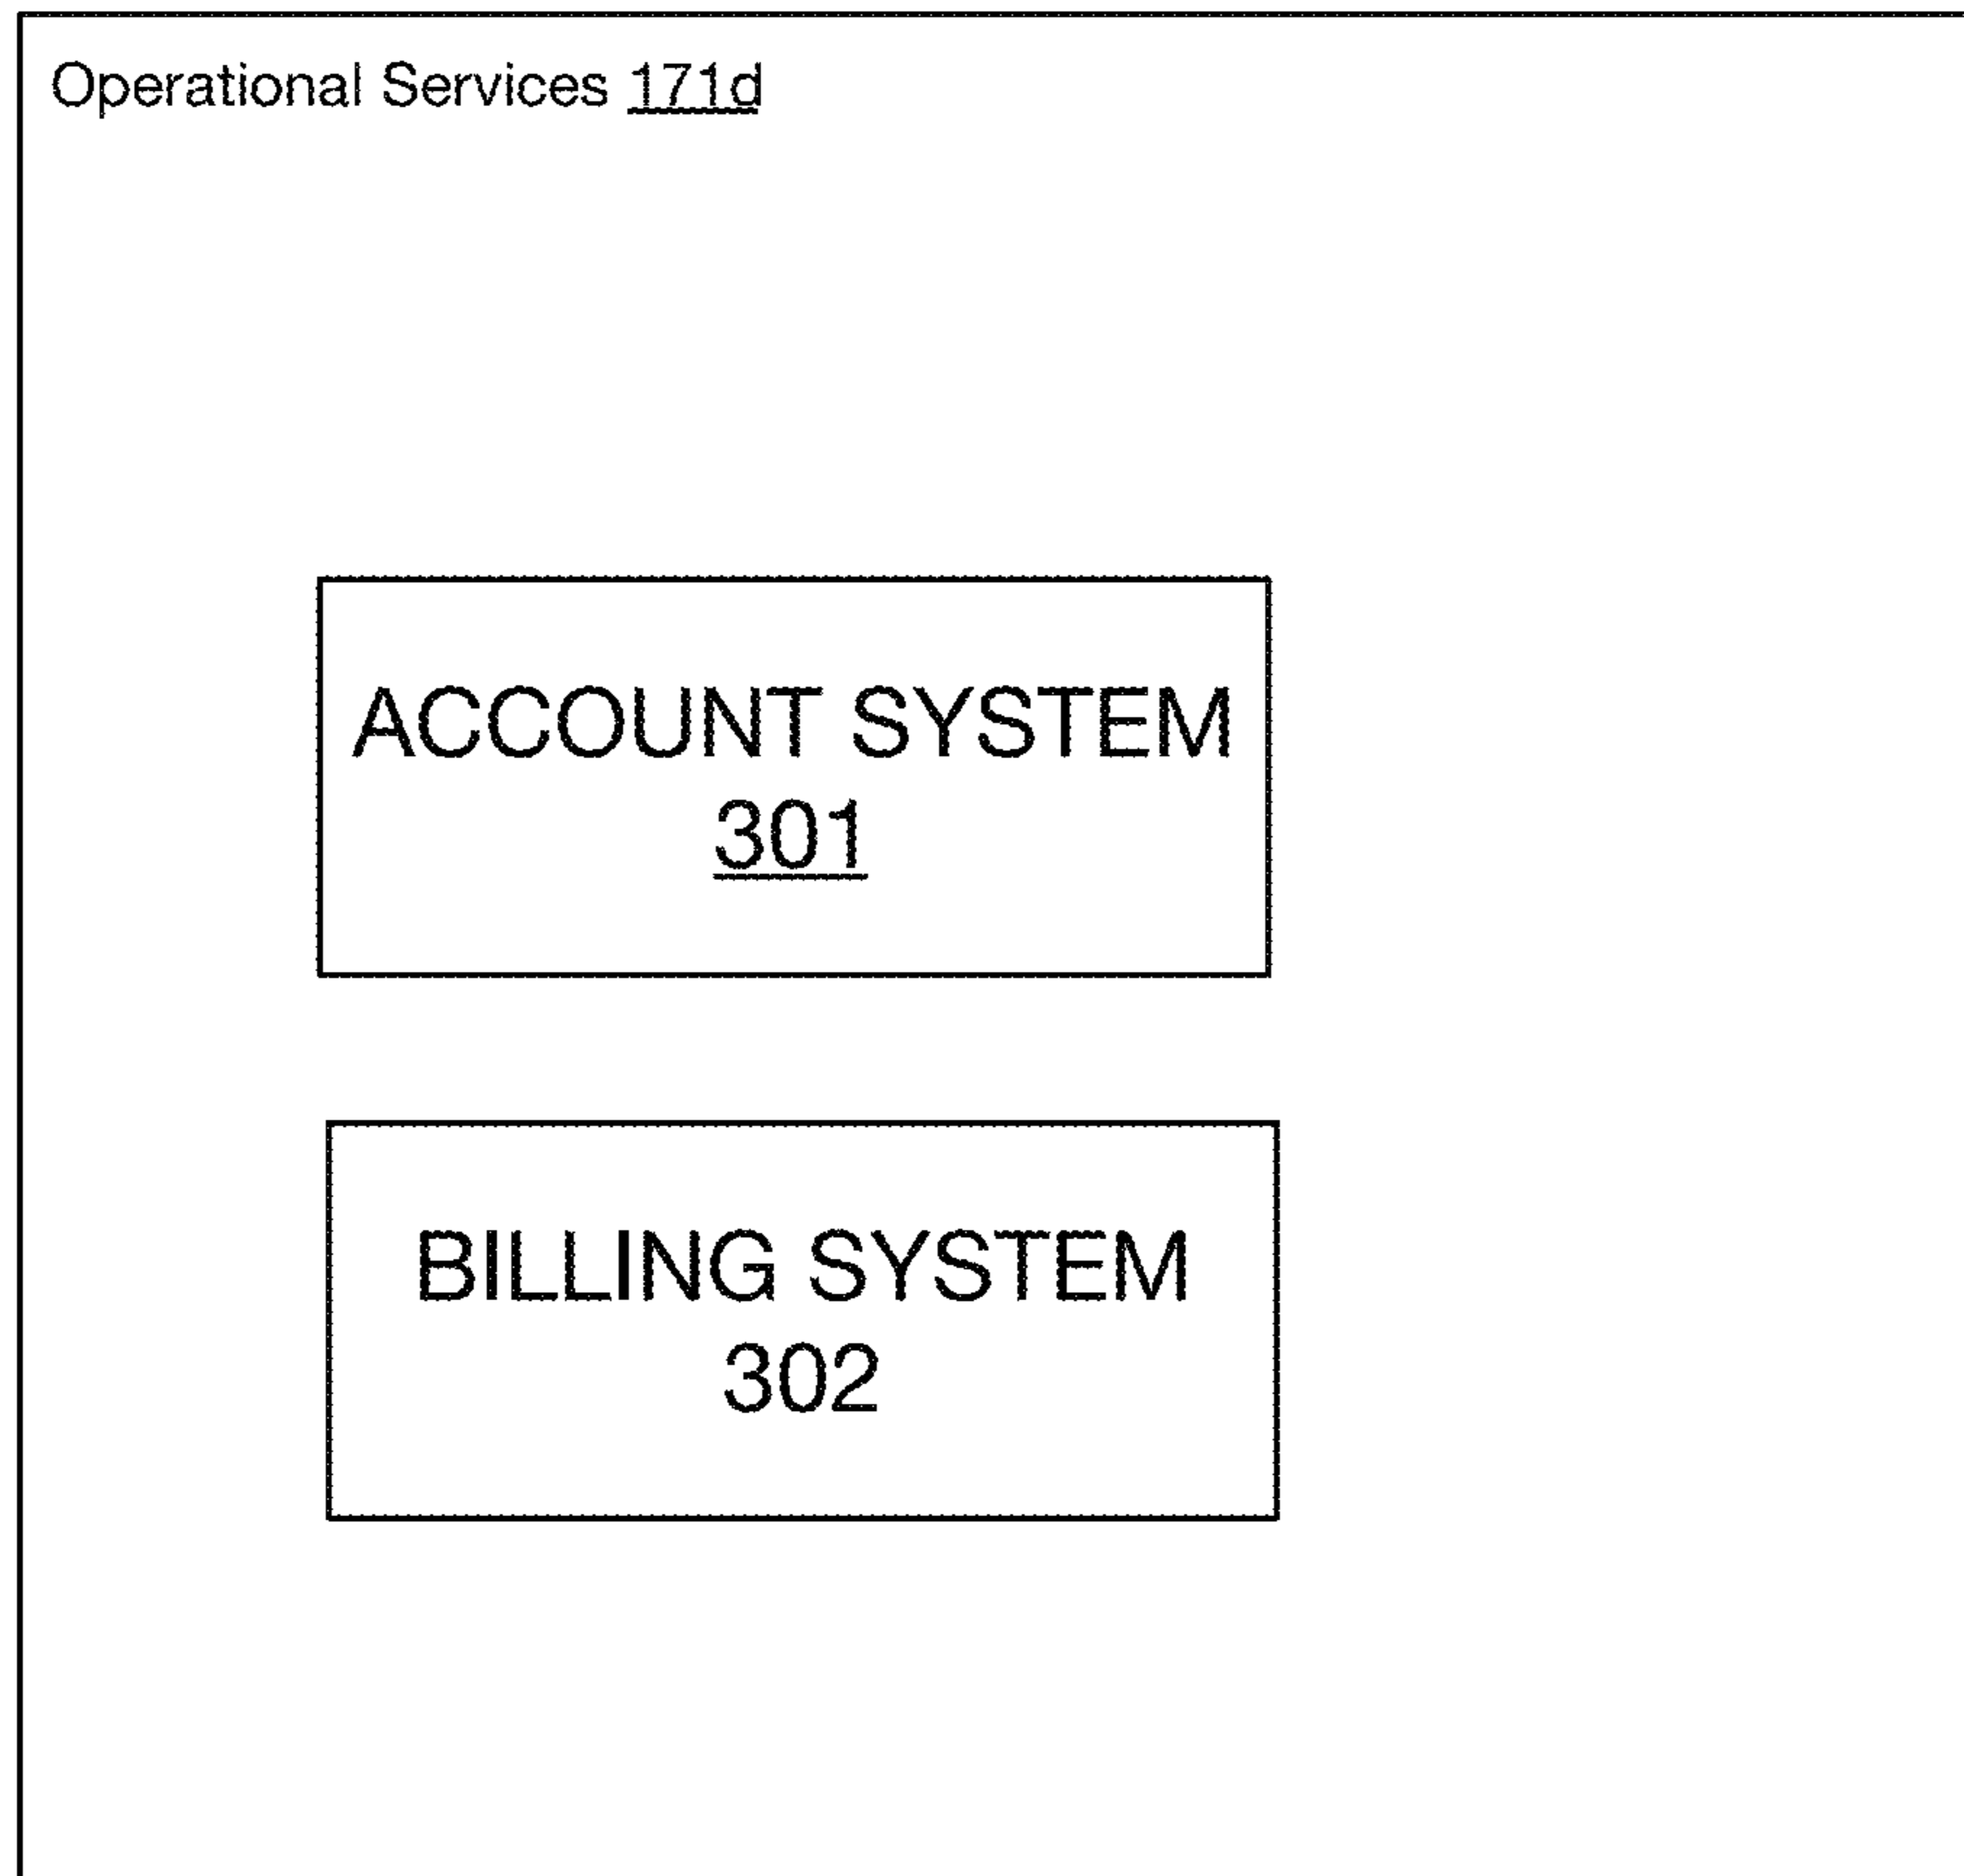 Operational Services 171d
ACCOUNT SYSTEM
301
BILLING SYSTEM
302